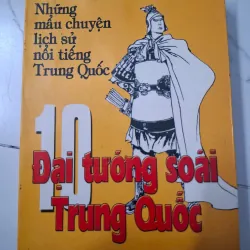 Những
mẩu chuyện
lịch sử
nổi tiếng
Trung Quốc
10
Đại tướng soái
Trung Quốc